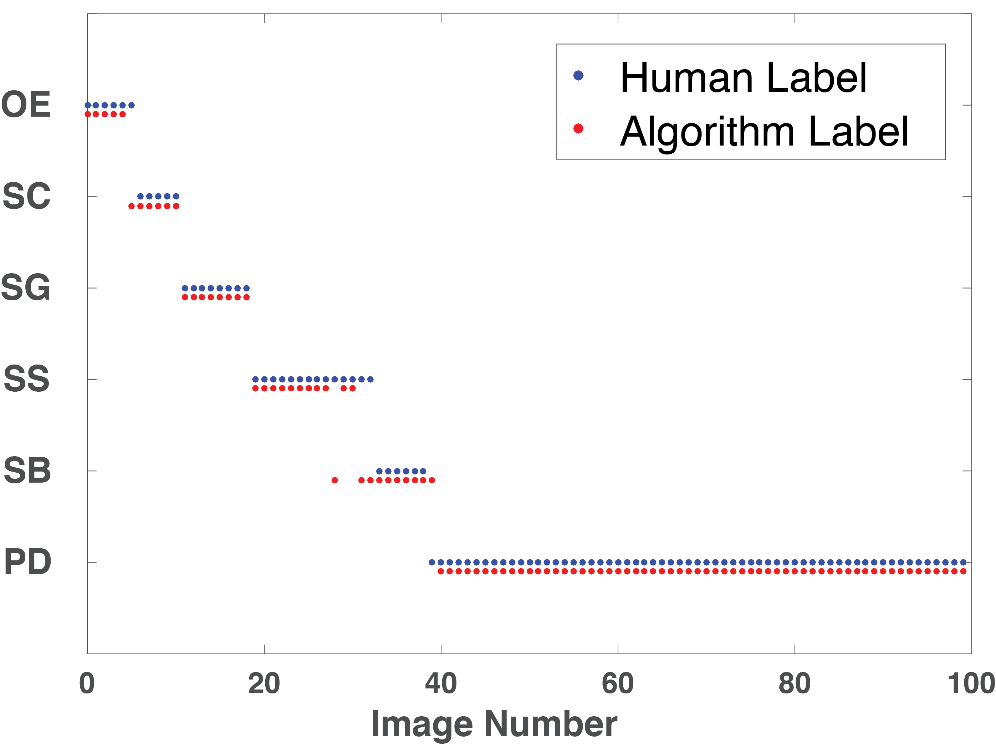 Human Label
Algorithm Label
OE
SC
SG
SS
SB
PD
0 20 40 60 80 100
Image Number